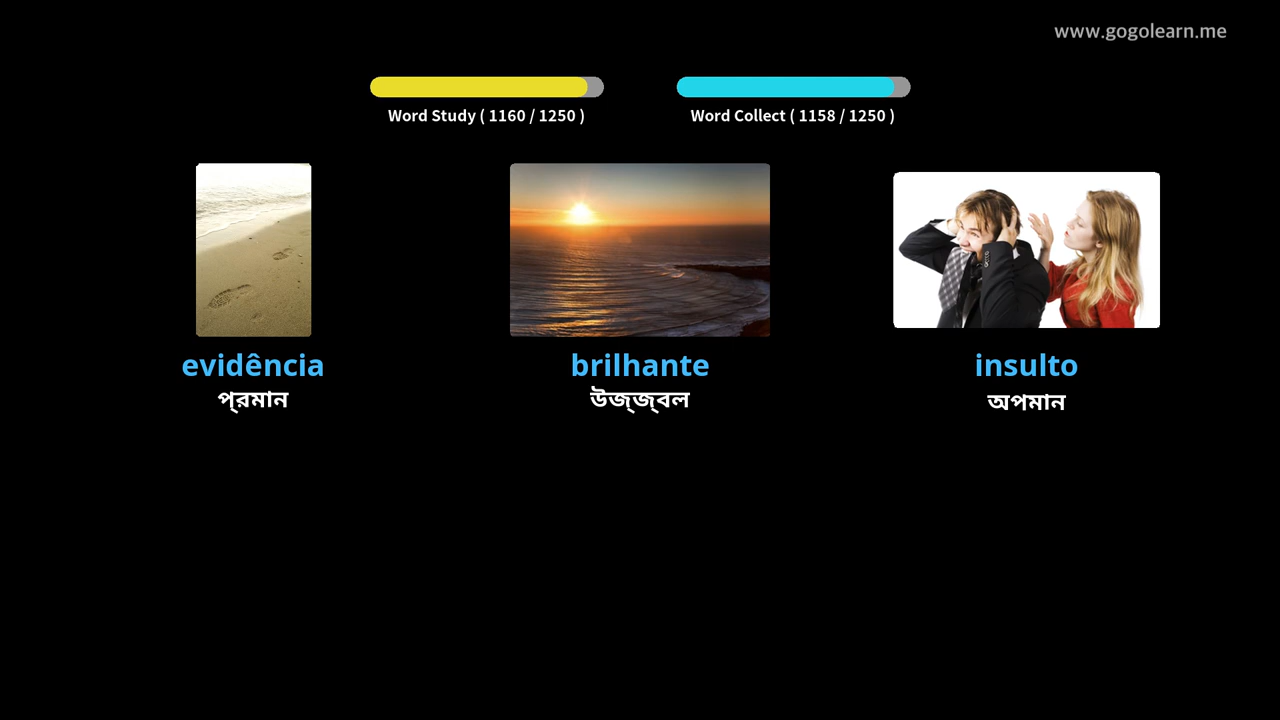 www.gogolearn.me
Word Study ( 1160 / 1250 )
Word Collect ( 1158 / 1250 )
evidência
brilhante
insulto
প্রমান
উজ্জ্বল
অপমান